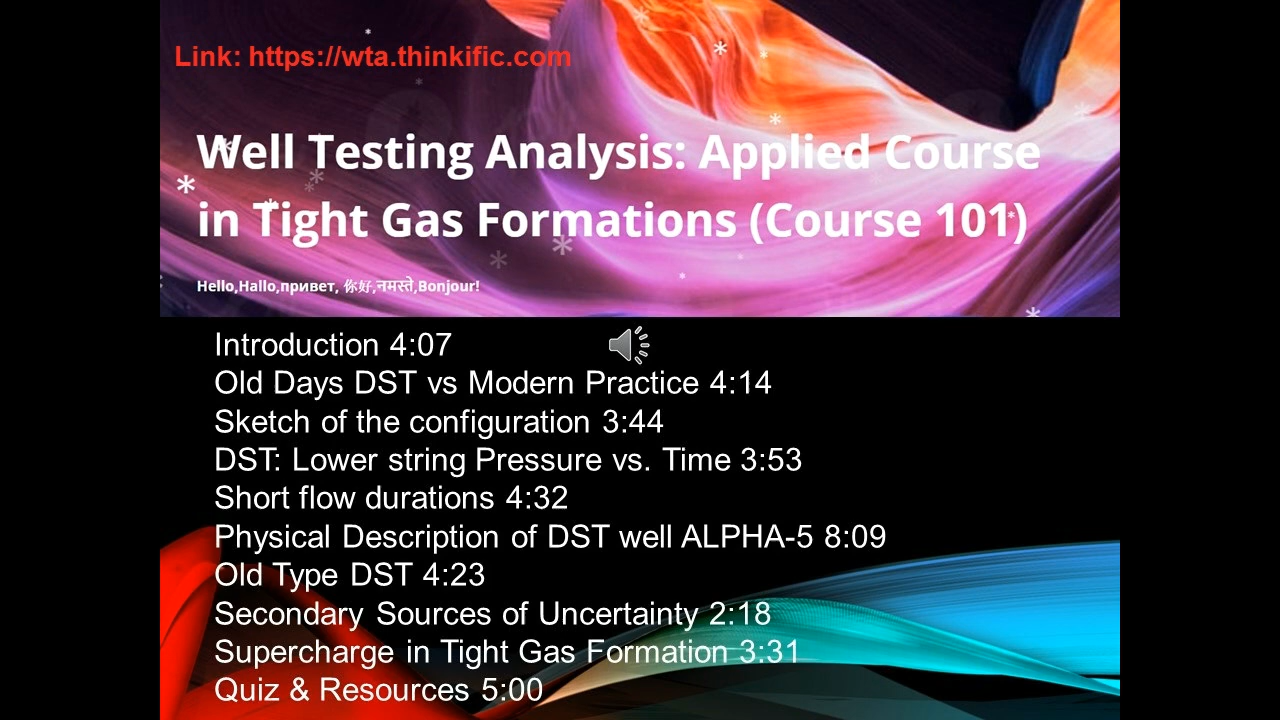 Link: https://wta.thinkific.com
Well Testing Analysis: Applied Course
in Tight Gas Formations (Course 101)
Hello,Hallo,привет, 你好,नमस्ते,Bonjour!
Introduction 4:07
Old Days DST vs Modern Practice 4:14
Sketch of the configuration 3:44
DST: Lower string Pressure vs. Time 3:53
Short flow durations 4:32
Physical Description of DST well ALPHA-5 8:09
Old Type DST 4:23
Secondary Sources of Uncertainty 2:18
Supercharge in Tight Gas Formation 3:31
Quiz & Resources 5:00